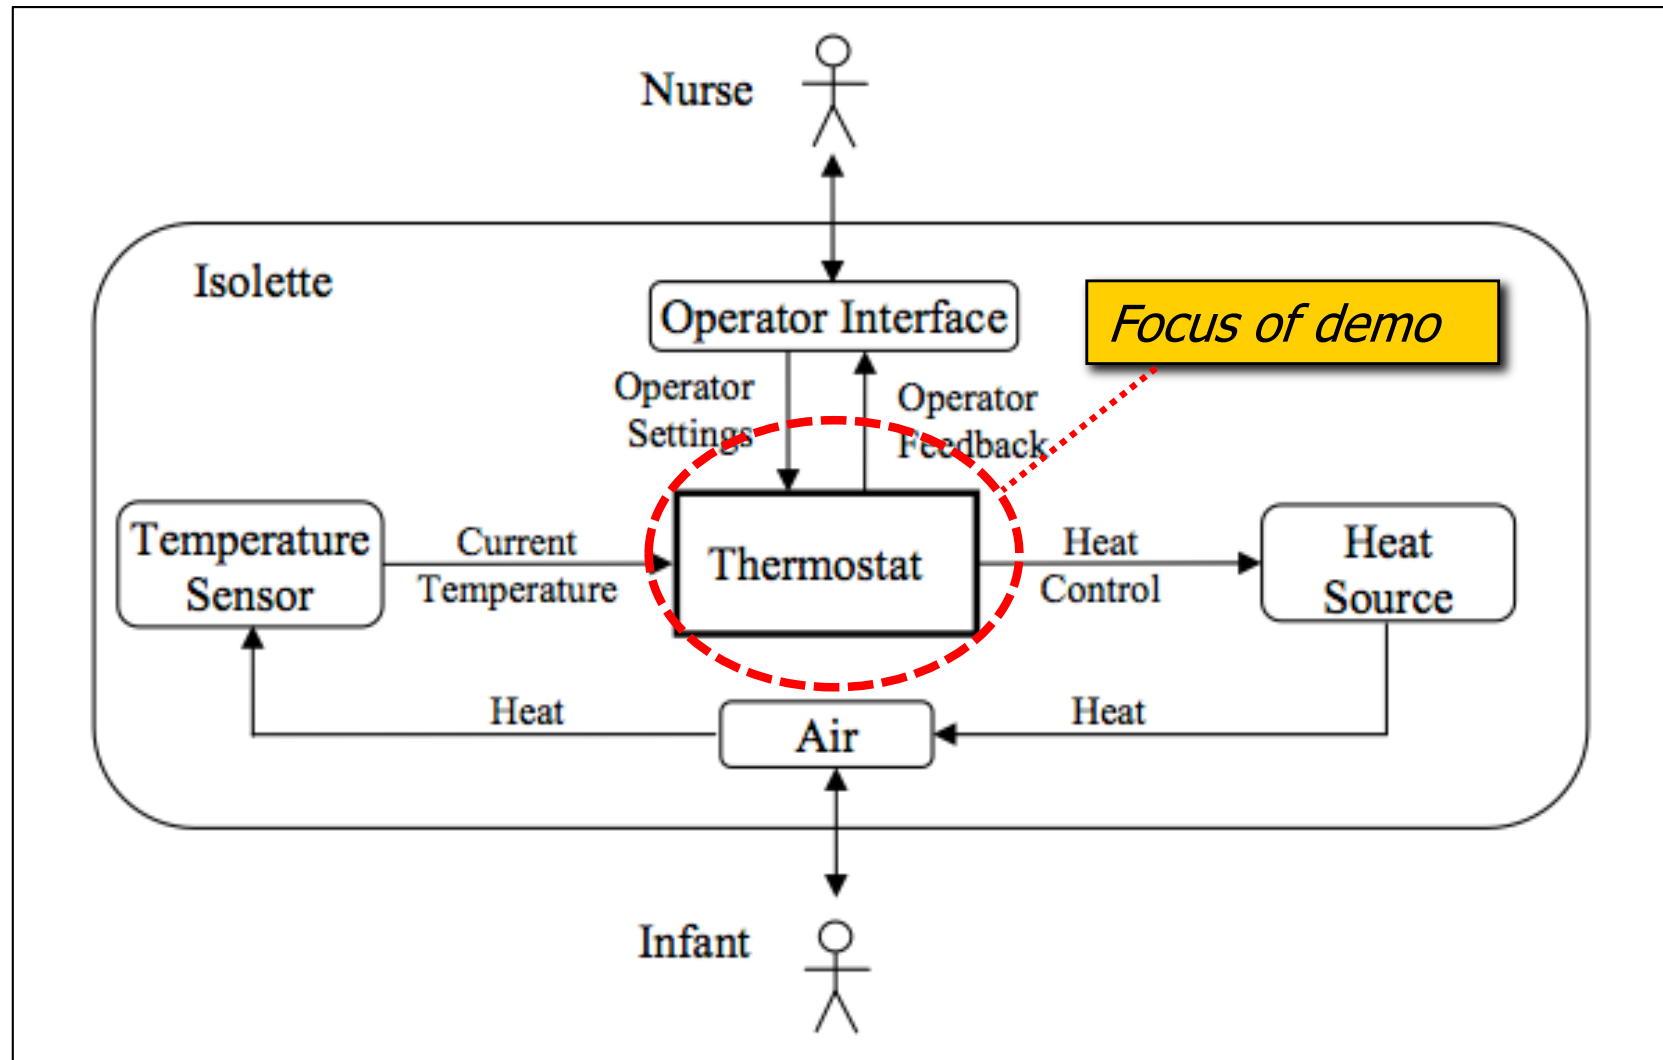 Nurse
Isolette
Operator Interface
Focus of demo
Operator
Settings
Operator
Feedback
Temperature
Sensor
Current
Temperature
Thermostat
Heat
Control
Heat
Source
Heat
Air
Heat
Infant